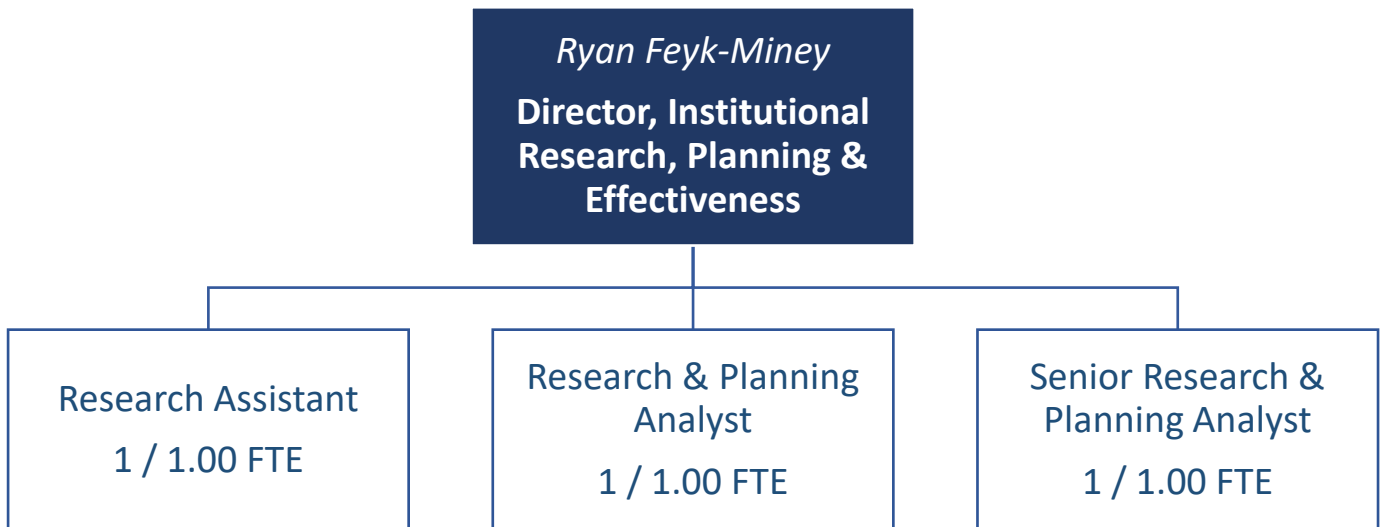 Ryan Feyk-Miney
Director, Institutional
Research, Planning &
Effectiveness
Research Assistant
1 / 1.00 FTE
Research & Planning
Analyst
1 / 1.00 FTE
Senior Research &
Planning Analyst
1 / 1.00 FTE